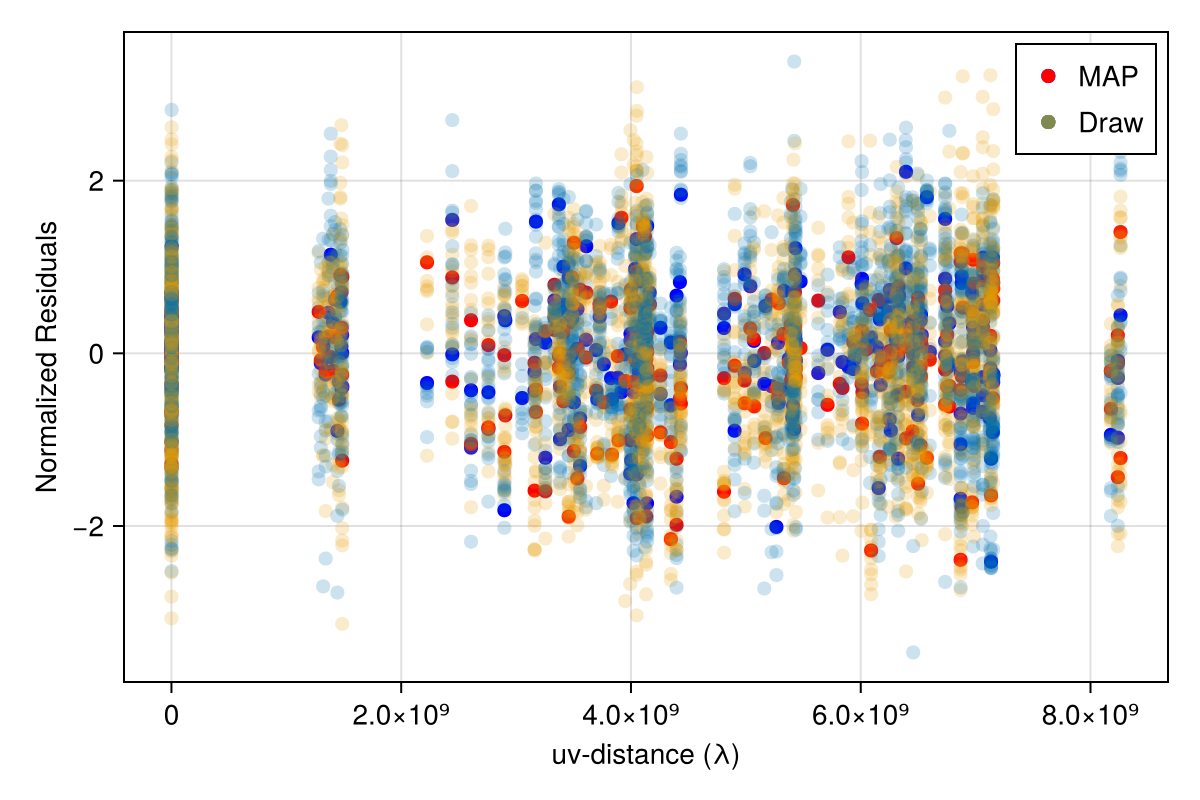 MAP
Draw
2
0
−2
Normalized Residuals
0
2.0×10⁹
4.0×10⁹
6.0×10⁹
8.0×10⁹
uv-distance (λ)